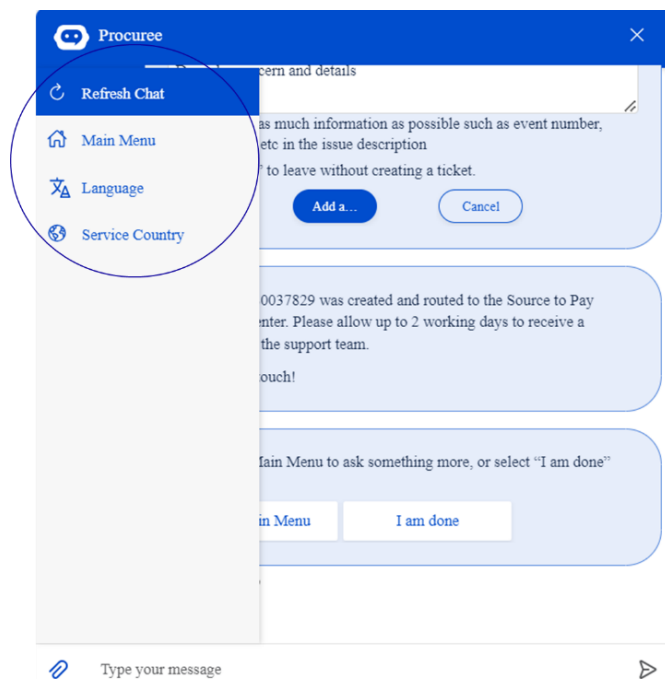 Procuree
cern and details
Refresh Chat
as much information as possible such as event number,
Main Menu
etc in the issue description
” to leave without creating a ticket.
Language
Add a...
Cancel
Service Country
0037829 was created and routed to the Source to Pay
enter. Please allow up to 2 working days to receive a
the support team.
ouch!
Main Menu to ask something more, or select “I am done”
in Menu
I am done
Type your message